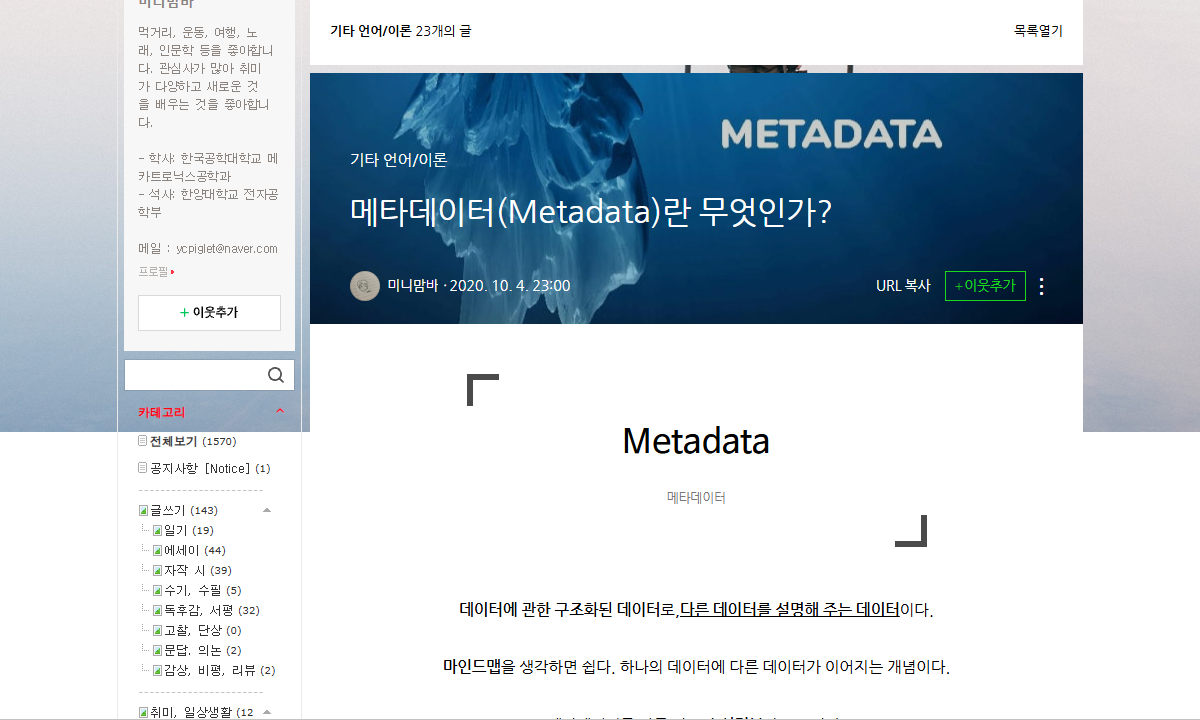 미니맘바
먹거리, 운동, 여행, 노
래, 인문학 등을 좋아합니
다. 관심사가 많아 취미
가 다양하고 새로운 것
을 배우는 것을 좋아합니
다.
- 학사: 한국공학대학교 메
카트로닉스공학과
- 석사: 한양대학교 전자공
학부
메일 : ycpiglet@naver.com
프로필
+ 이웃추가
카테고리
전체보기 (1570)
공지사항 [Notice] (1)
글쓰기 (143)
일기 (19)
에세이 (44)
자작 시 (39)
수기, 수필 (5)
독후감, 서평 (32)
고찰, 단상 (0)
문답. 의논 (2)
감상, 비평, 리뷰 (2)
취미, 일상생활 (12
기타 언어/이론 23개의 글
목록열기
METADATA
기타 언어/이론
메타데이터(Metadata)란 무엇인가?
미니맘바 · 2020. 10. 4. 23:00
URL 복사
+이웃추가
Metadata
메타데이터
데이터에 관한 구조화된 데이터로,다른 데이터를 설명해 주는 데이터이다.
마인드맵을 생각하면 쉽다. 하나의 데이터에 다른 데이터가 이어지는 개념이다.